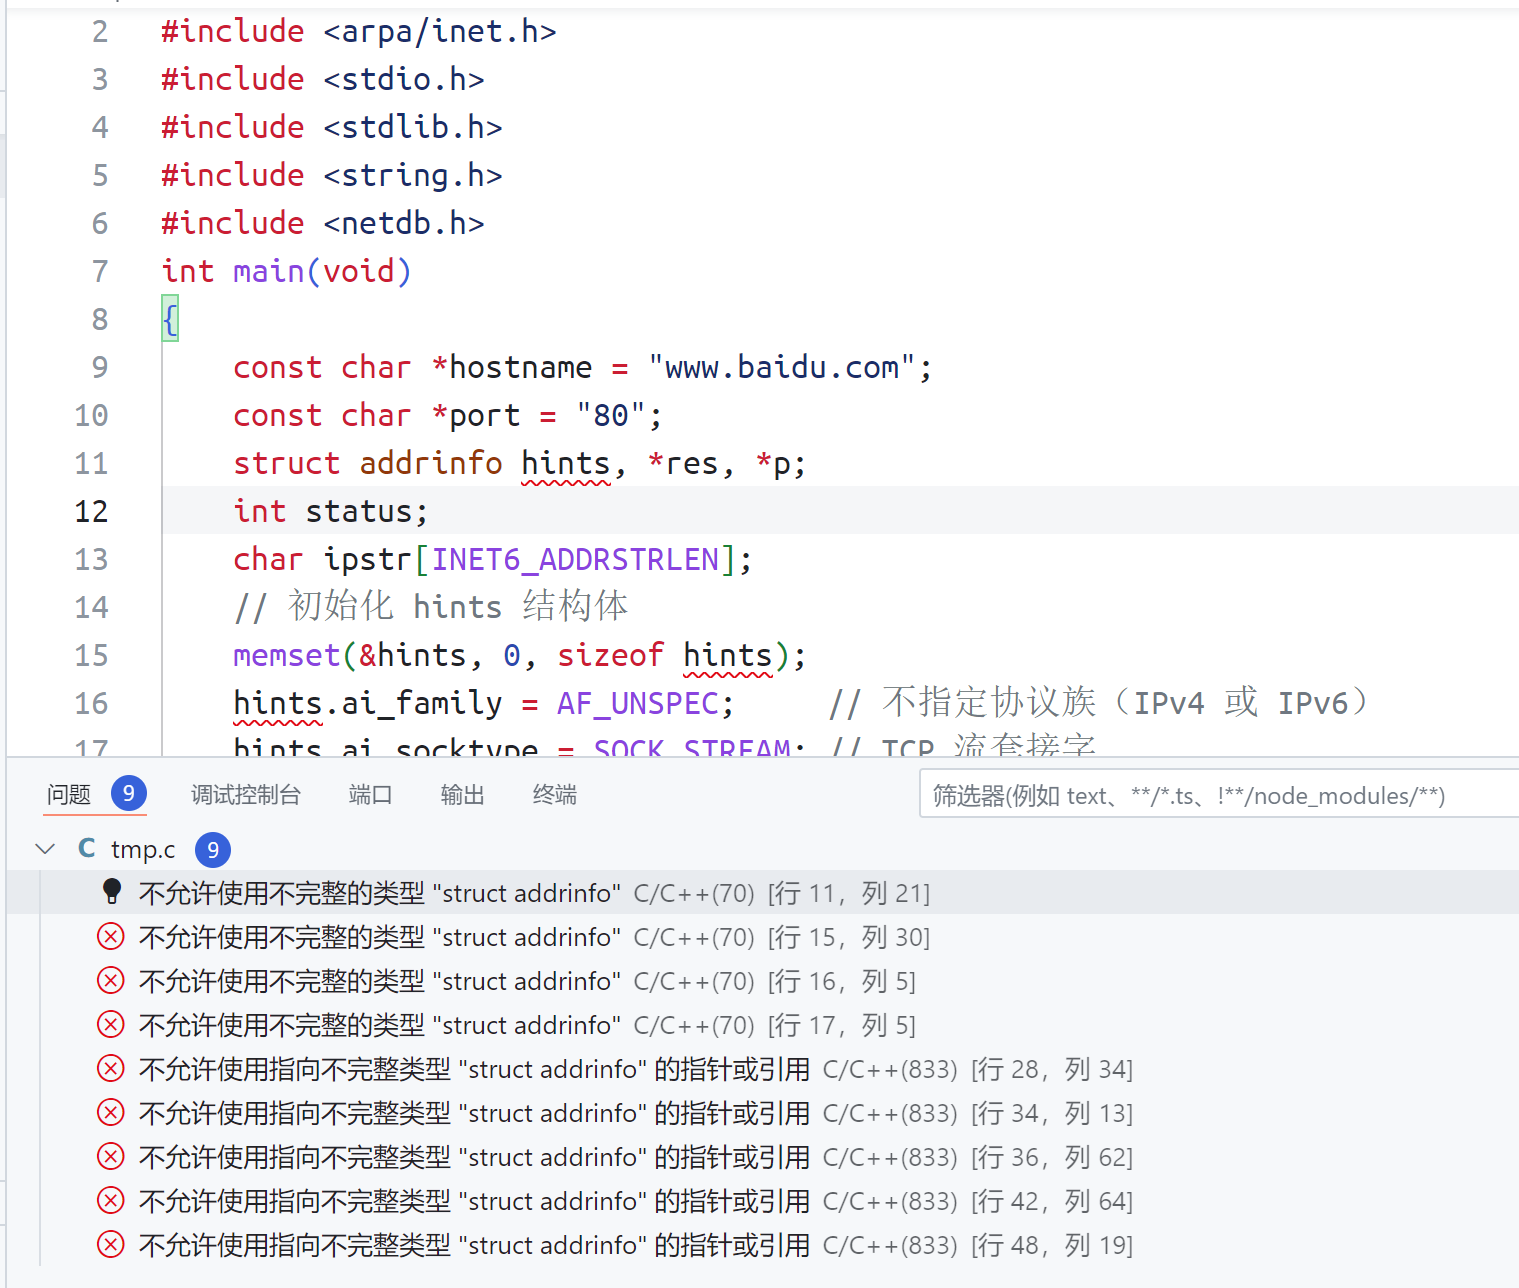 2 #include <arpa/inet.h>
3 #include <stdio.h>
4 #include <stdlib.h>
5 #include <string.h>
6 #include <netdb.h>
7 int main(void)
8 {
9 const char *hostname = "www.baidu.com";
10 const char *port = "80";
11 struct addrinfo hints, *res, *p;
12 int status;
13 char ipstr[INET6_ADDRSTRLEN];
14 // 初始化 hints 结构体
15 memset(&hints, 0, sizeof hints);
16 hints.ai_family = AF_UNSPEC; // 不指定协议族（IPv4 或 IPv6）
17 hints.ai_socktype = SOCK_STREAM; // TCP 流套接字
问题 9 调试控制台 端口 输出 终端 筛选器(例如 text、**/*.ts、!**/node_modules/**)
C tmp.c 9
不允许使用不完整的类型 "struct addrinfo" C/C++(70) [行 11，列 21]
不允许使用不完整的类型 "struct addrinfo" C/C++(70) [行 15，列 30]
不允许使用不完整的类型 "struct addrinfo" C/C++(70) [行 16，列 5]
不允许使用不完整的类型 "struct addrinfo" C/C++(70) [行 17，列 5]
不允许使用指向不完整类型 "struct addrinfo" 的指针或引用 C/C++(833) [行 28，列 34]
不允许使用指向不完整类型 "struct addrinfo" 的指针或引用 C/C++(833) [行 34，列 13]
不允许使用指向不完整类型 "struct addrinfo" 的指针或引用 C/C++(833) [行 36，列 62]
不允许使用指向不完整类型 "struct addrinfo" 的指针或引用 C/C++(833) [行 42，列 64]
不允许使用指向不完整类型 "struct addrinfo" 的指针或引用 C/C++(833) [行 48，列 19]